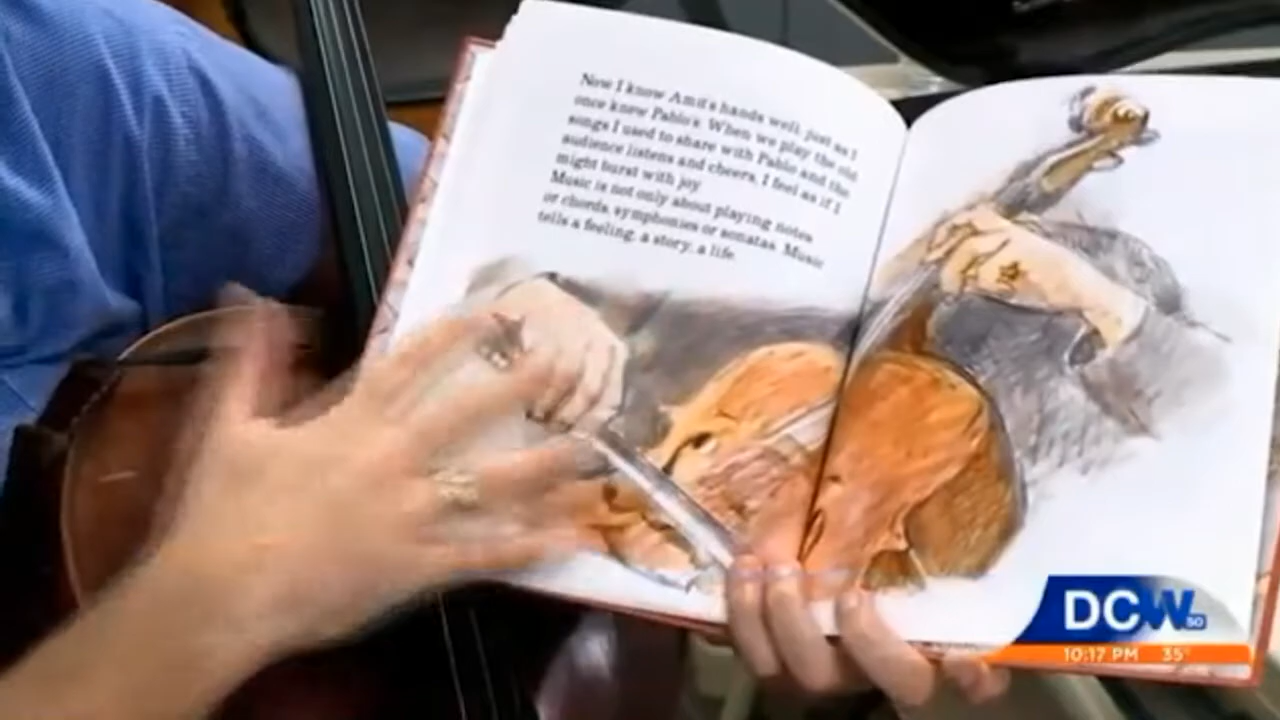 Now I know Amit's hands well, just as I
once knew Pablo's. When we play the old
songs I used to share with Pablo and the
audience listens and cheers, I feel as if I
might burst with joy
Music is not only about playing notes
or chords, symphonies or sonatas. Music
tells a feeling, a story, a life.
DCW50
10:17 PM 35°